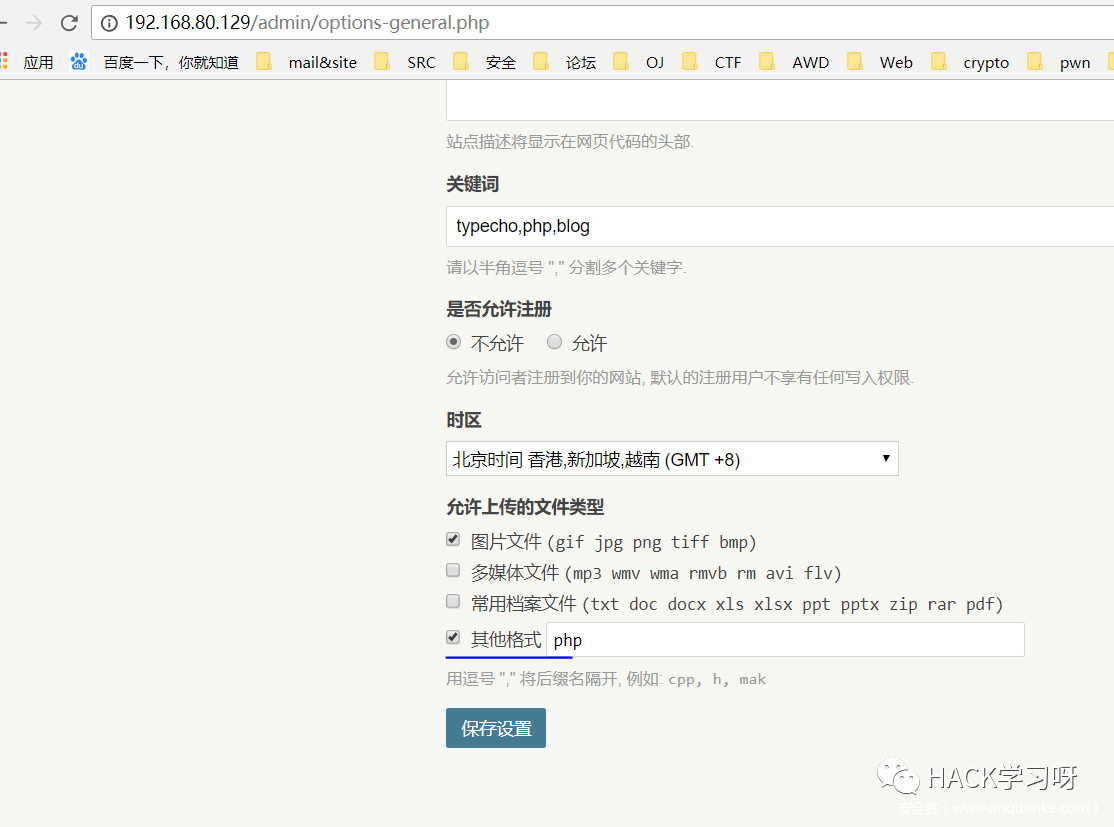 192.168.80.129/admin/options-general.php
应用 百度一下，你就知道 mail&site SRC 安全 论坛 OJ CTF AWD Web crypto pwn
站点描述将显示在网页代码的头部.
关键词
typecho,php,blog
请以半角逗号 "," 分割多个关键字.
是否允许注册
不允许 允许
允许访问者注册到你的网站, 默认的注册用户不享有任何写入权限.
时区
北京时间 香港,新加坡,越南 (GMT +8)
允许上传的文件类型
图片文件 (gif jpg png tiff bmp)
多媒体文件 (mp3 wmv wma rmvb rm avi flv)
常用档案文件 (txt doc docx xls xlsx ppt pptx zip rar pdf)
其他格式 php
用逗号 "," 将后缀名隔开, 例如: cpp, h, mak
保存设置
HACK学习呀
安全客 ( www.anquanke.com )